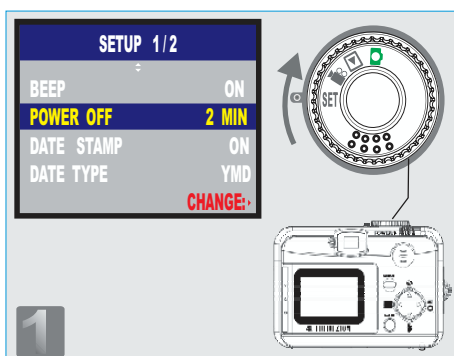 SETUP 1/2
BEEP ON
POWER OFF 2 MIN
DATE STAMP ON
DATE TYPE YMD
CHANGE:
SET
1